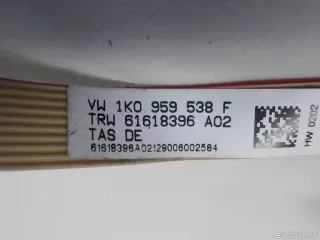 VW 1K0 959 538 F
TRW 61618396 A02
TAS DE
61618396A02129006002584
HW 0202